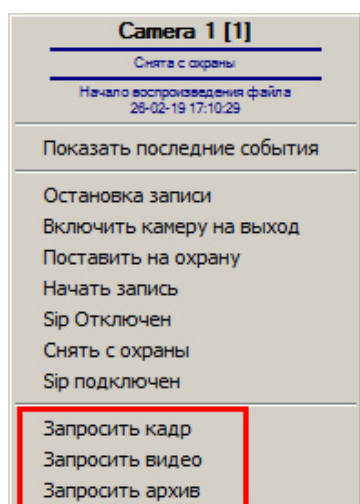 Camera 1 [1]
Снята с охраны
Начало воспроизведения файла
26-02-19 17:10:29
Показать последние события
Остановка записи
Включить камеру на выход
Поставить на охрану
Начать запись
Sip Отключен
Снять с охраны
Sip подключен
Запросить кадр
Запросить видео
Запросить архив